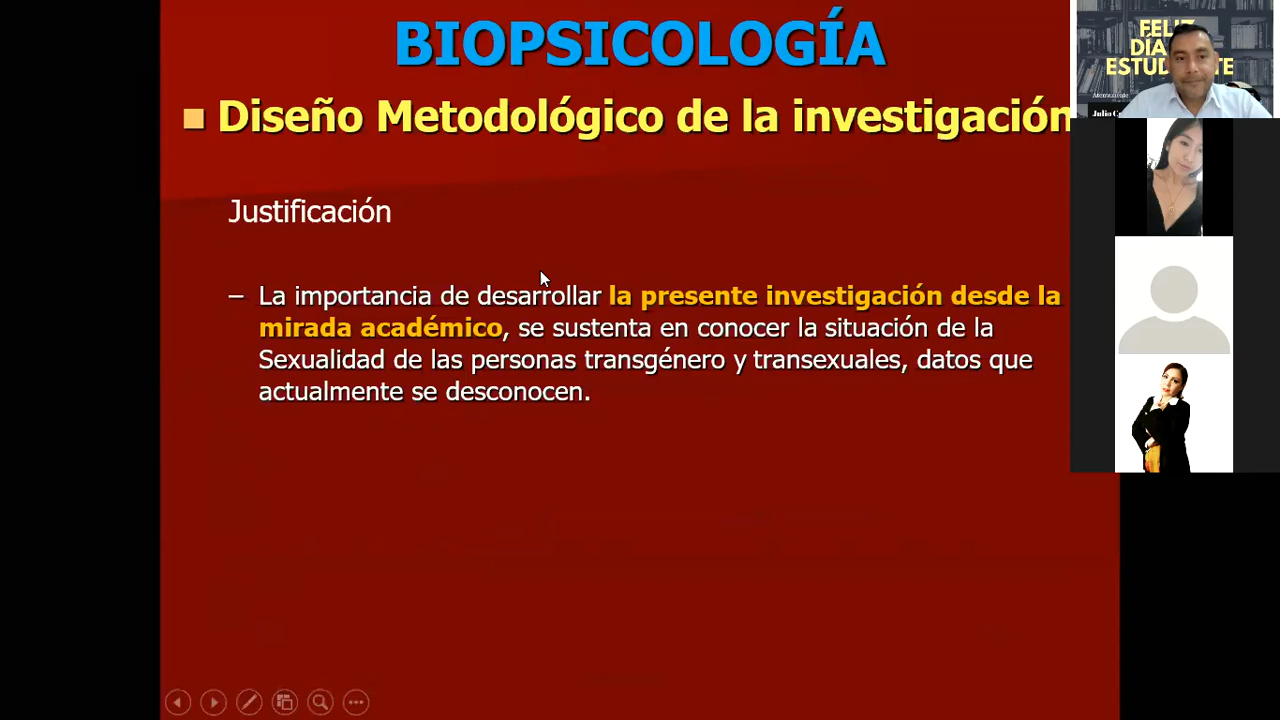 BIOPSICOLOGÍA
Diseño Metodológico de la investigación
Justificación
– La importancia de desarrollar la presente investigación desde la
mirada académico, se sustenta en conocer la situación de la
Sexualidad de las personas transgénero y transexuales, datos que
actualmente se desconocen.
FELIZ
DÍA
Julio